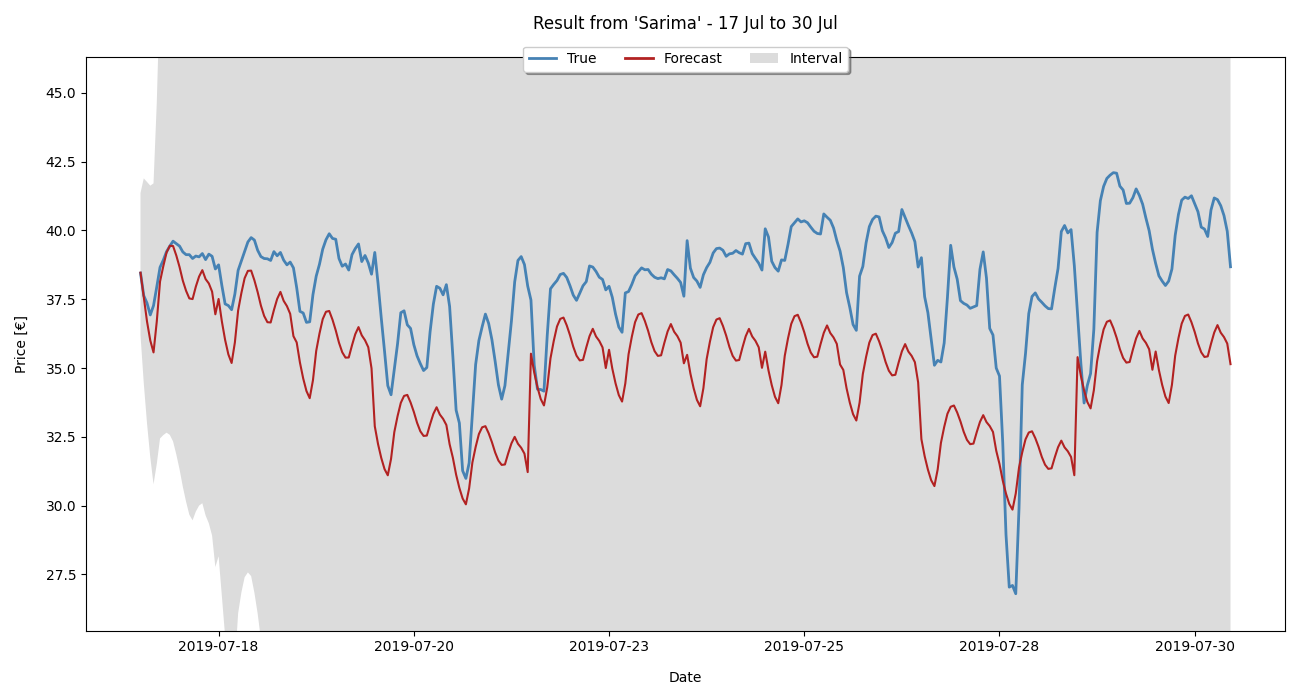 Result from 'Sarima' - 17 Jul to 30 Jul
True Forecast Interval
45.0
42.5
40.0
37.5
35.0
32.5
30.0
27.5
Price [€]
2019-07-18 2019-07-20 2019-07-23 2019-07-25 2019-07-28 2019-07-30
Date